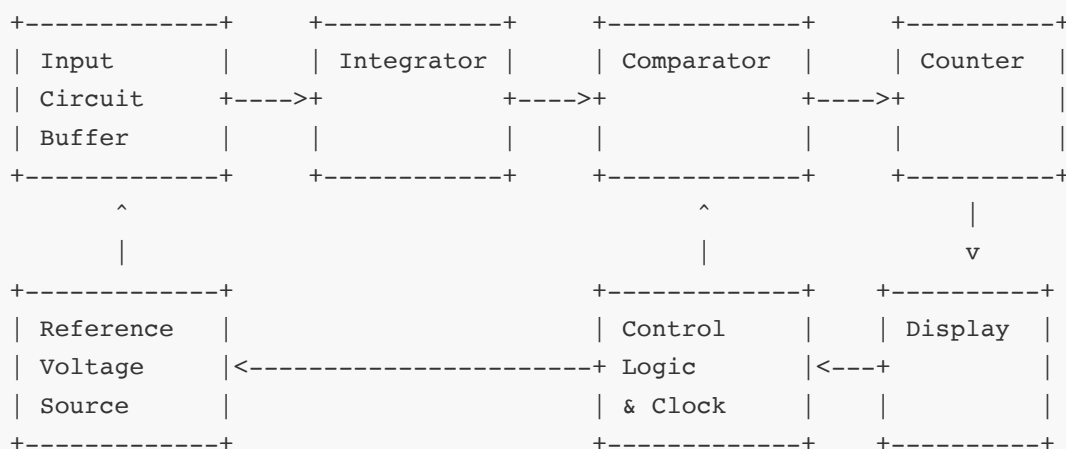 +-------------+     +------------+     +-------------+     +----------+
| Input       |     | Integrator |     | Comparator  |     | Counter  |
| Circuit     +---->+            +---->+             +---->+          |
| Buffer      |     |            |     |             |     |          |
+-------------+     +------------+     +-------------+     +----------+
       ^                                      ^                 |
       |                                      |                 v
+-------------+                        +-------------+    +----------+
| Reference   |                        | Control     |    | Display  |
| Voltage     |<-----------------------+ Logic       |<---+          |
| Source      |                        | & Clock     |    |          |
+-------------+                        +-------------+    +----------+